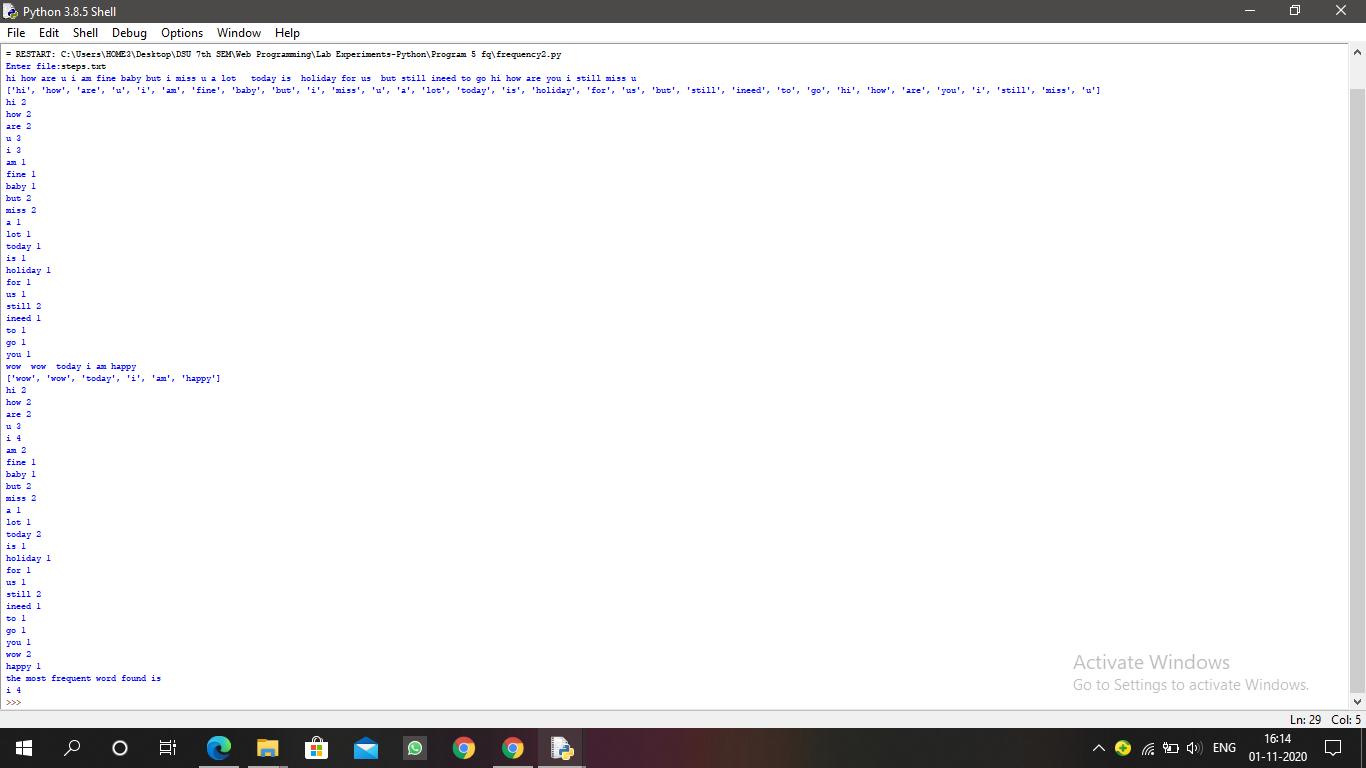 Python 3.8.5 Shell
File Edit Shell Debug Options Window Help
= RESTART: C:\Users\HOME3\Desktop\DSU 7th SEM\Web Programming\Lab Experiments-Python\Program 5 fq\frequency2.py
Enter file:steps.txt
hi how are u i am fine baby but i miss u a lot   today is  holiday for us  but still ineed to go hi how are you i still miss u
['hi', 'how', 'are', 'u', 'i', 'am', 'fine', 'baby', 'but', 'i', 'miss', 'u', 'a', 'lot', 'today', 'is', 'holiday', 'for', 'us', 'but', 'still', 'ineed', 'to', 'go', 'hi', 'how', 'are', 'you', 'i', 'still', 'miss', 'u']
hi 2
how 2
are 2
u 3
i 3
am 1
fine 1
baby 1
but 2
miss 2
a 1
lot 1
today 1
is 1
holiday 1
for 1
us 1
still 2
ineed 1
to 1
go 1
you 1
wow  wow  today i am happy
['wow', 'wow', 'today', 'i', 'am', 'happy']
hi 2
how 2
are 2
u 3
i 4
am 2
fine 1
baby 1
but 2
miss 2
a 1
lot 1
today 2
is 1
holiday 1
for 1
us 1
still 2
ineed 1
to 1
go 1
you 1
wow 2
happy 1
the most frequent word found is
i 4
>>>
Activate Windows
Go to Settings to activate Windows.
Ln: 29 Col: 5
ENG
16:14
01-11-2020